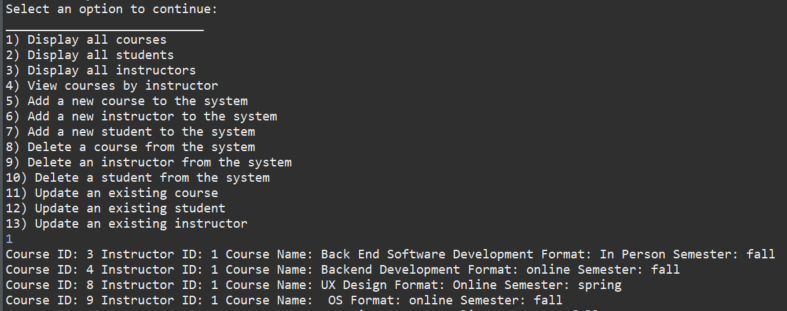 Select an option to continue:
1) Display all courses
2) Display all students
3) Display all instructors
4) View courses by instructor
5) Add a new course to the system
6) Add a new instructor to the system
7) Add a new student to the system
8) Delete a course from the system
9) Delete an instructor from the system
10) Delete a student from the system
11) Update an existing course
12) Update an existing student
13) Update an existing instructor
1
Course ID: 3 Instructor ID: 1 Course Name: Back End Software Development Format: In Person Semester: fall
Course ID: 4 Instructor ID: 1 Course Name: Backend Development Format: online Semester: fall
Course ID: 8 Instructor ID: 1 Course Name: UX Design Format: Online Semester: spring
Course ID: 9 Instructor ID: 1 Course Name:  OS Format: online Semester: fall